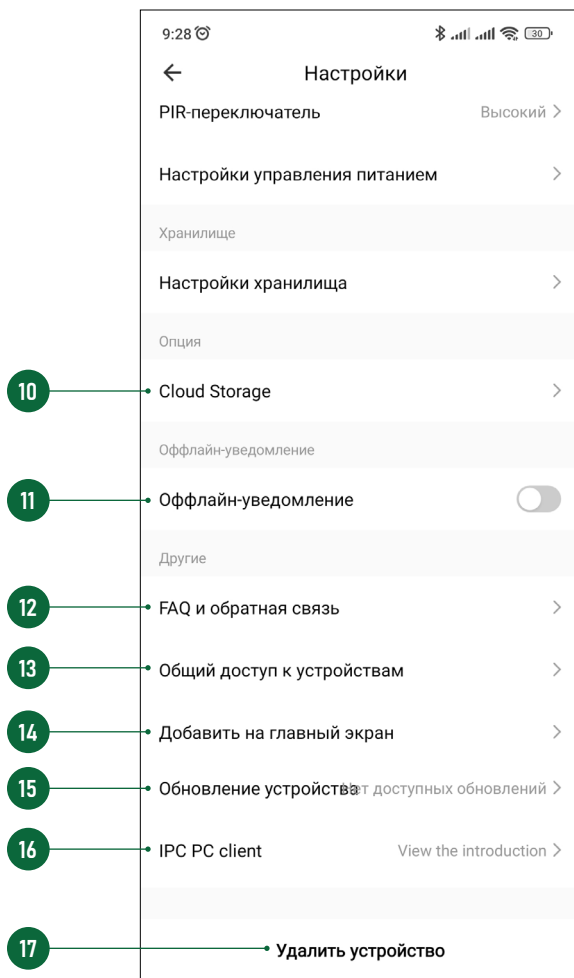 9:28
30
Настройки
PIR-переключатель Высокий
Настройки управления питанием
Хранилище
Настройки хранилища
Опция
10 Cloud Storage
Оффлайн-уведомление
11 Оффлайн-уведомление
Другие
12 FAQ и обратная связь
13 Общий доступ к устройствам
14 Добавить на главный экран
15 Обновление устройства Нет доступных обновлений
16 IPC PC client View the introduction
17 Удалить устройство